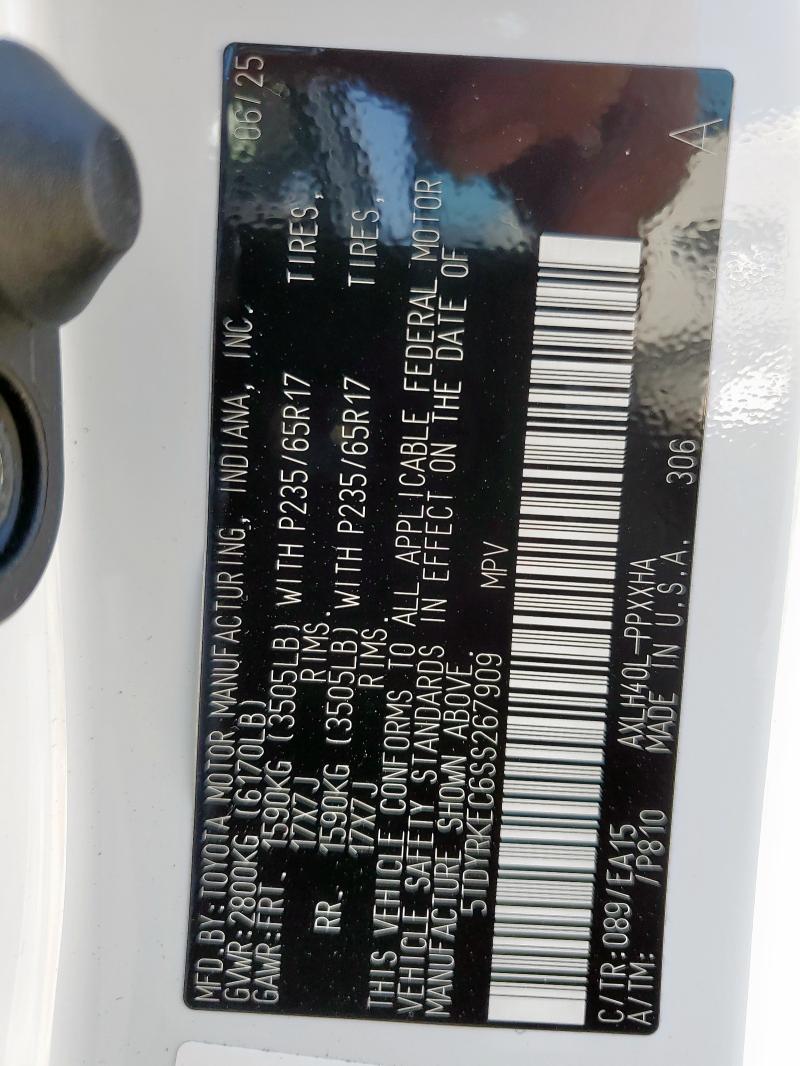 MFD.BY:TOYOTA MOTOR MANUFACTURING, INDIANA, INC. 06/25
GVWR:2800KG (6170LB)
GAWR:FRT. 1590KG (3505LB) WITH P235/65R17 TIRES,
17X7J RIMS.
RR. 1590KG (3505LB) WITH P235/65R17 TIRES,
17X7J RIMS.
THIS VEHICLE CONFORMS TO ALL APPLICABLE FEDERAL MOTOR
VEHICLE SAFETY STANDARDS IN EFFECT ON THE DATE OF
MANUFACTURE SHOWN ABOVE.
5TDYRKEC6SS267909 MPV
C/TR:089/EA15 AXLH40L-PPXXHA
A/TM: /P810 MADE IN U.S.A. 306 A